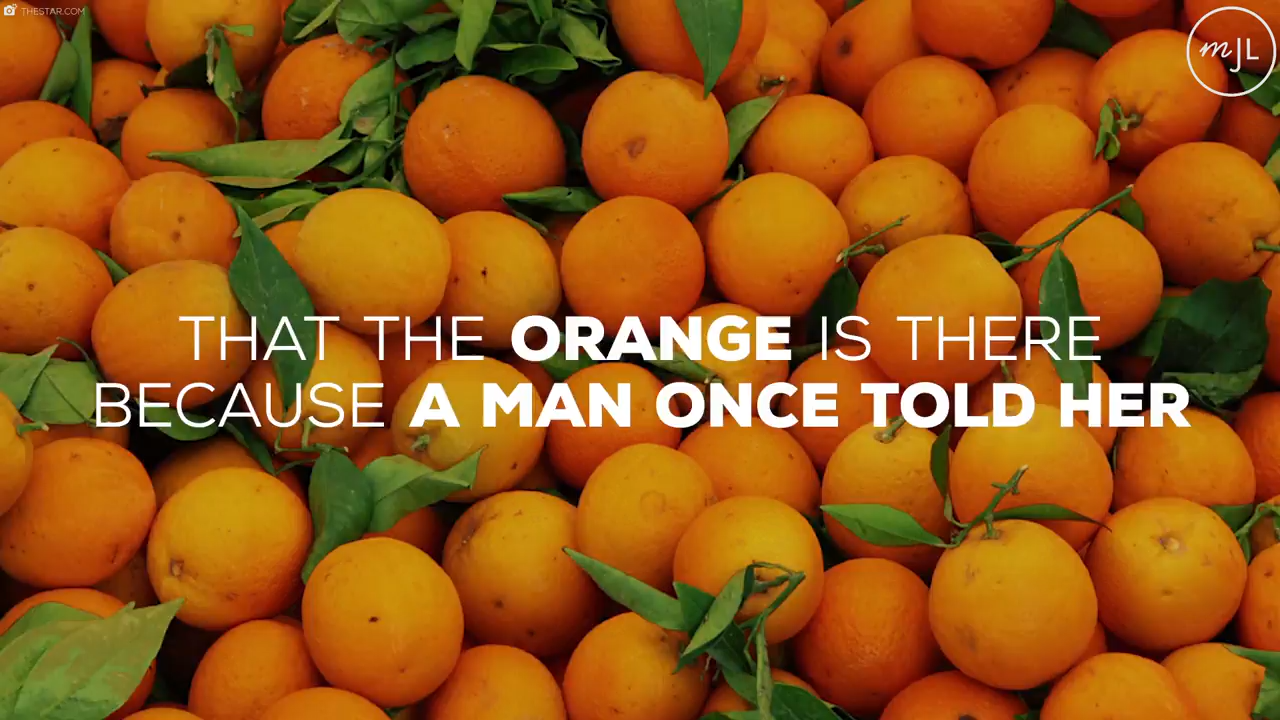 THESTAR.COM
mJL
THAT THE ORANGE IS THERE
BECAUSE A MAN ONCE TOLD HER